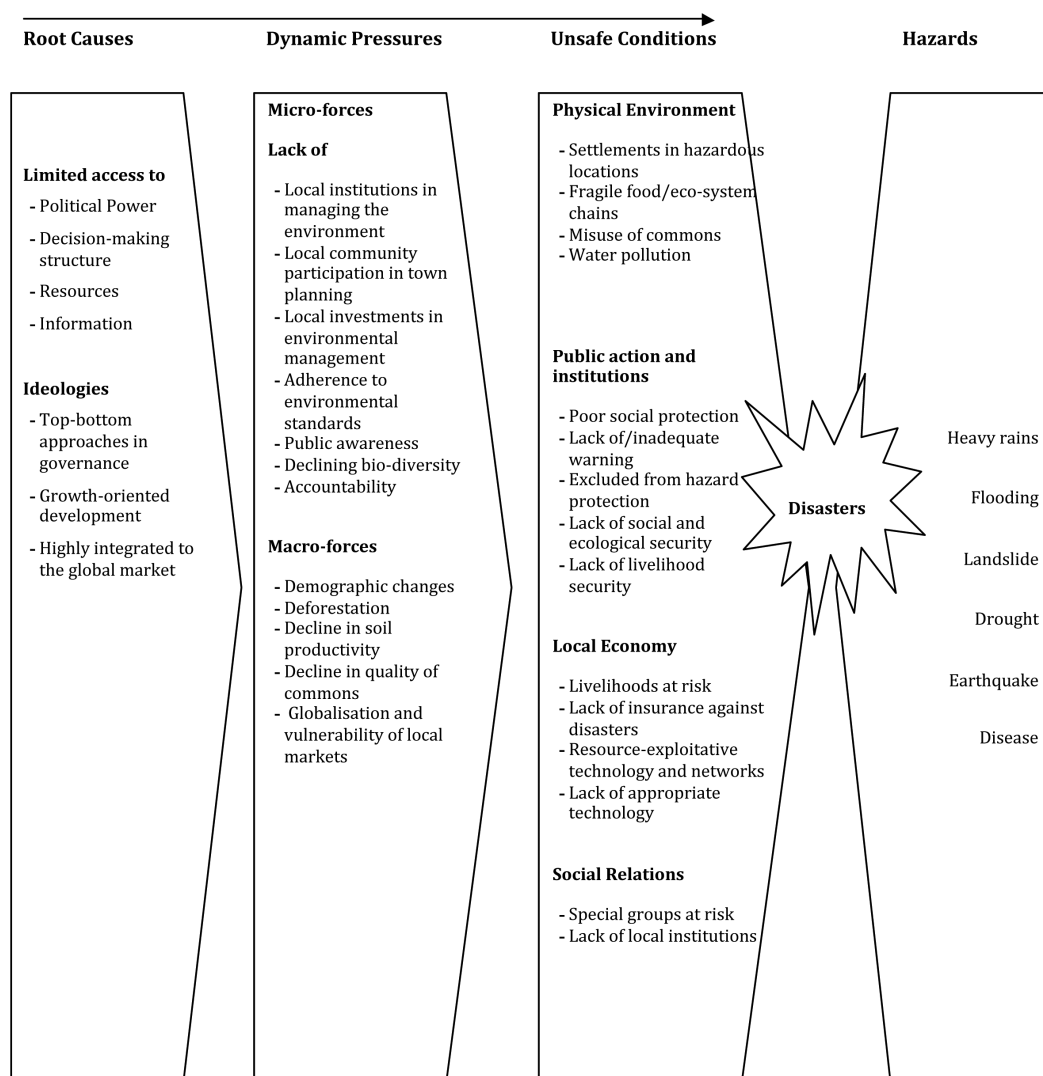 Root Causes
Dynamic Pressures
Unsafe Conditions
Hazards
Limited access to
- Political Power
- Decision-making
structure
- Resources
- Information
Ideologies
- Top-bottom
approaches in
governance
- Growth-oriented
development
- Highly integrated to
the global market
Micro-forces
Lack of
- Local institutions in
managing the
environment
- Local community
participation in town
planning
- Local investments in
environmental
management
- Adherence to
environmental
standards
- Public awareness
- Declining bio-diversity
- Accountability
Macro-forces
- Demographic changes
- Deforestation
- Decline in soil
productivity
- Decline in quality of
commons
- Globalisation and
vulnerability of local
markets
Physical Environment
- Settlements in hazardous
locations
- Fragile food/eco-system
chains
- Misuse of commons
- Water pollution
Public action and
institutions
- Poor social protection
- Lack of/inadequate
warning
- Excluded from hazard
protection
- Lack of social and
ecological security
- Lack of livelihood
security
Local Economy
- Livelihoods at risk
- Lack of insurance against
disasters
- Resource-exploitative
technology and networks
- Lack of appropriate
technology
Social Relations
- Special groups at risk
- Lack of local institutions
Disasters
Heavy rains
Flooding
Landslide
Drought
Earthquake
Disease